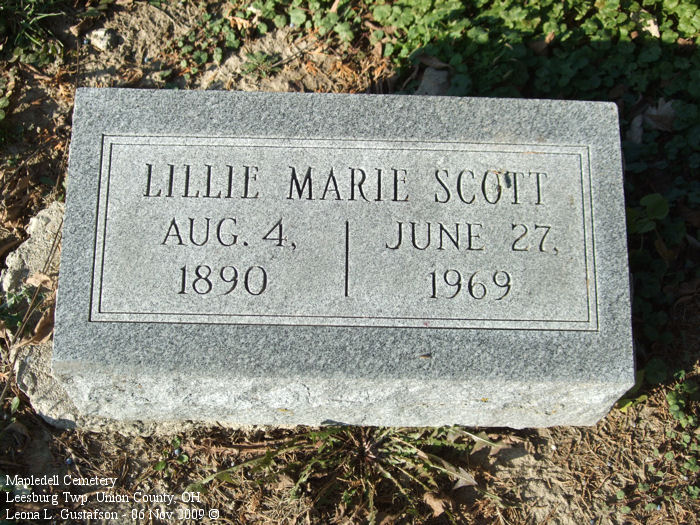 LILLIE MARIE SCOTT
AUG. 4, JUNE 27,
1890 1969
Mapledell Cemetery
Leesburg Twp. Union County, OH
Leona L. Gustafson - 06 Nov 2009 ©